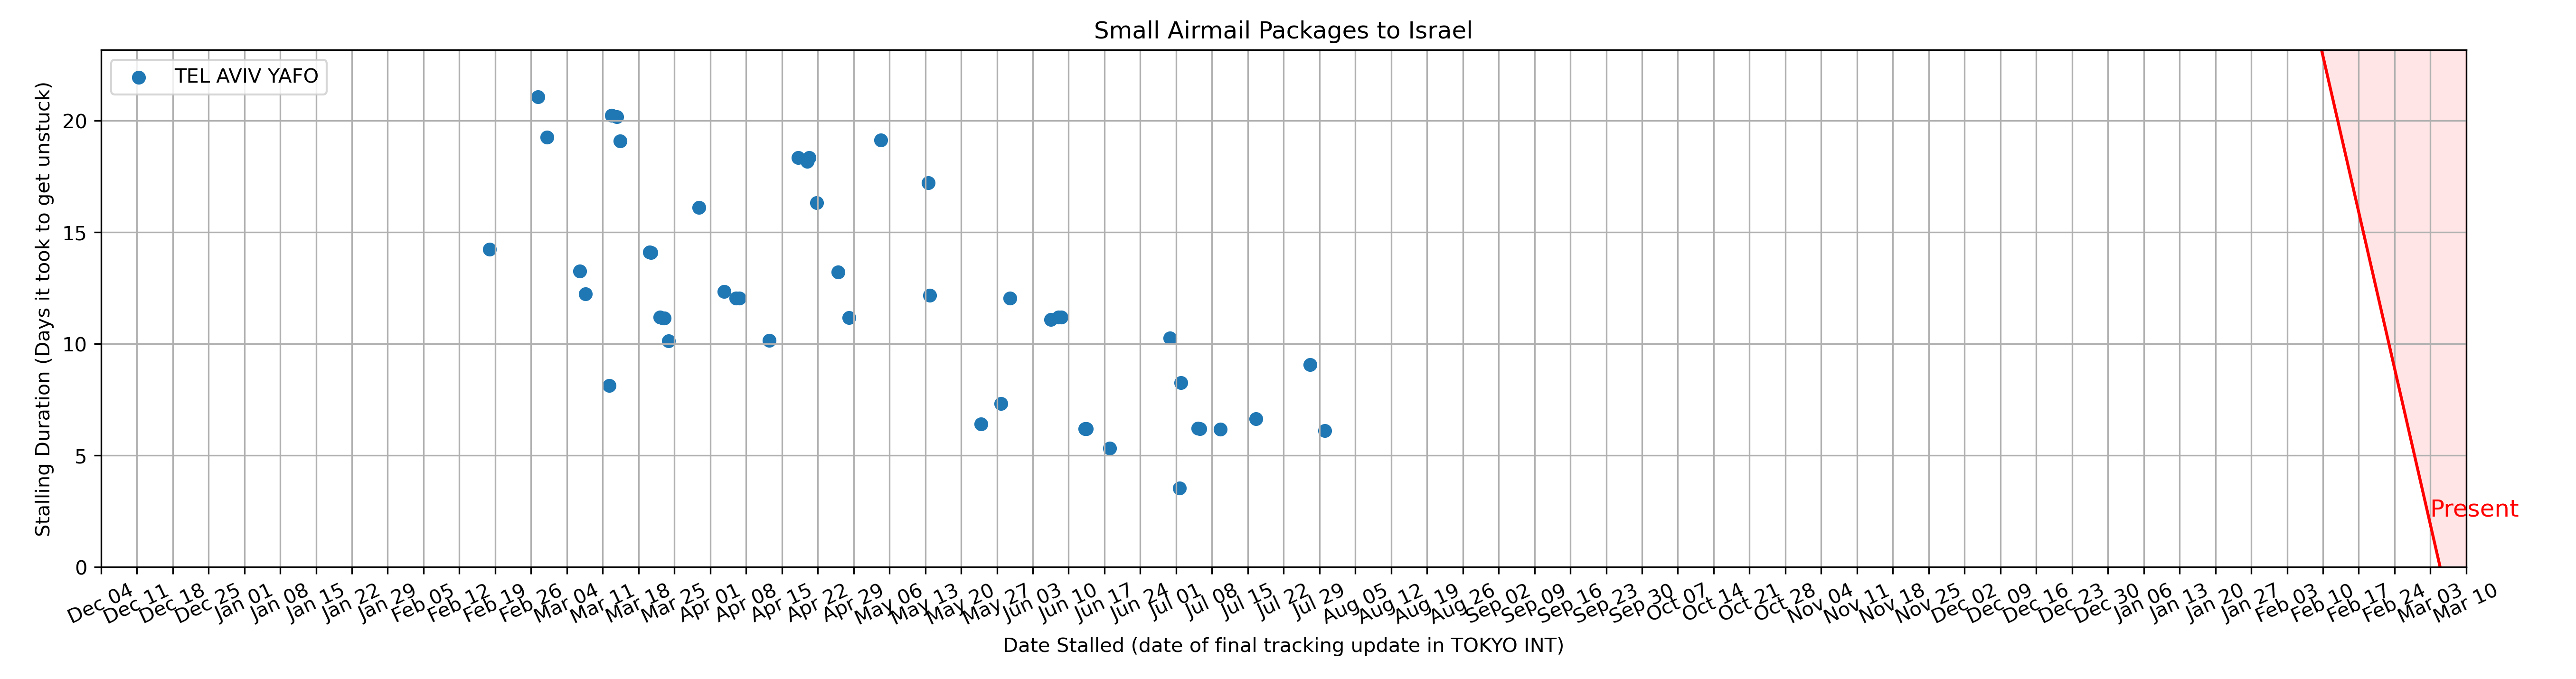 Small Airmail Packages to Israel
TEL AVIV YAFO
Stalling Duration (Days it took to get unstuck)
20
15
10
5
0
Present
Dec 04 Dec 11 Dec 18 Dec 25 Jan 01 Jan 08 Jan 15 Jan 22 Jan 29 Feb 05 Feb 12 Feb 19 Feb 26 Mar 04 Mar 11 Mar 18 Mar 25 Apr 01 Apr 08 Apr 15 Apr 22 Apr 29 May 06 May 13 May 20 May 27 Jun 03 Jun 10 Jun 17 Jun 24 Jul 01 Jul 08 Jul 15 Jul 22 Jul 29 Aug 05 Aug 12 Aug 19 Aug 26 Sep 02 Sep 09 Sep 16 Sep 23 Sep 30 Oct 07 Oct 14 Oct 21 Oct 28 Nov 04 Nov 11 Nov 18 Nov 25 Dec 02 Dec 09 Dec 16 Dec 23 Dec 30 Jan 06 Jan 13 Jan 20 Jan 27 Feb 03 Feb 10 Feb 17 Feb 24 Mar 03 Mar 10
Date Stalled (date of final tracking update in TOKYO INT)